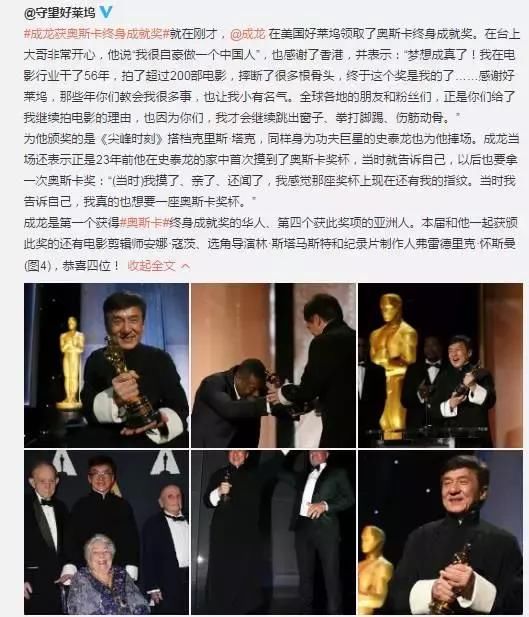 @守望好莱坞
#成龙获奥斯卡终身成就奖#就在刚才，@成龙 在美国好莱坞领取了奥斯卡终身成就奖。在台上
大哥非常开心，他说“我很自豪做一个中国人”，也感谢了香港，并表示：“梦想成真了！我在电
影行业干了56年，拍了超过200部电影，摔断了很多根骨头，终于这个奖是我的了……感谢好
莱坞，那些年你们教会我很多事，也让我小有名气。全球各地的朋友和粉丝们，正是你们给了
我继续拍电影的理由，也因为你们，我才会继续跳出窗子、拳打脚踢、伤筋动骨。”
为他颁奖的是《尖峰时刻》搭档克里斯·塔克，同样身为功夫巨星的史泰龙也为他捧场。成龙当
场还表示正是23年前他在史泰龙的家中首次摸到了奥斯卡奖杯，当时就告诉自己，以后也要拿
一次奥斯卡奖：“(当时)我摸了、亲了、还闻了，我感觉那座奖杯上现在还有我的指纹。当时我
告诉自己，我真的也想要一座奥斯卡奖杯。”
成龙是第一个获得#奥斯卡#终身成就奖的华人、第四个获此奖项的亚洲人。本届和他一起获颁
此奖的还有电影剪辑师安娜·寇茨、选角导演林·斯塔马斯特和纪录片制作人弗雷德里克·怀斯曼
(图4)，恭喜四位！ 收起全文